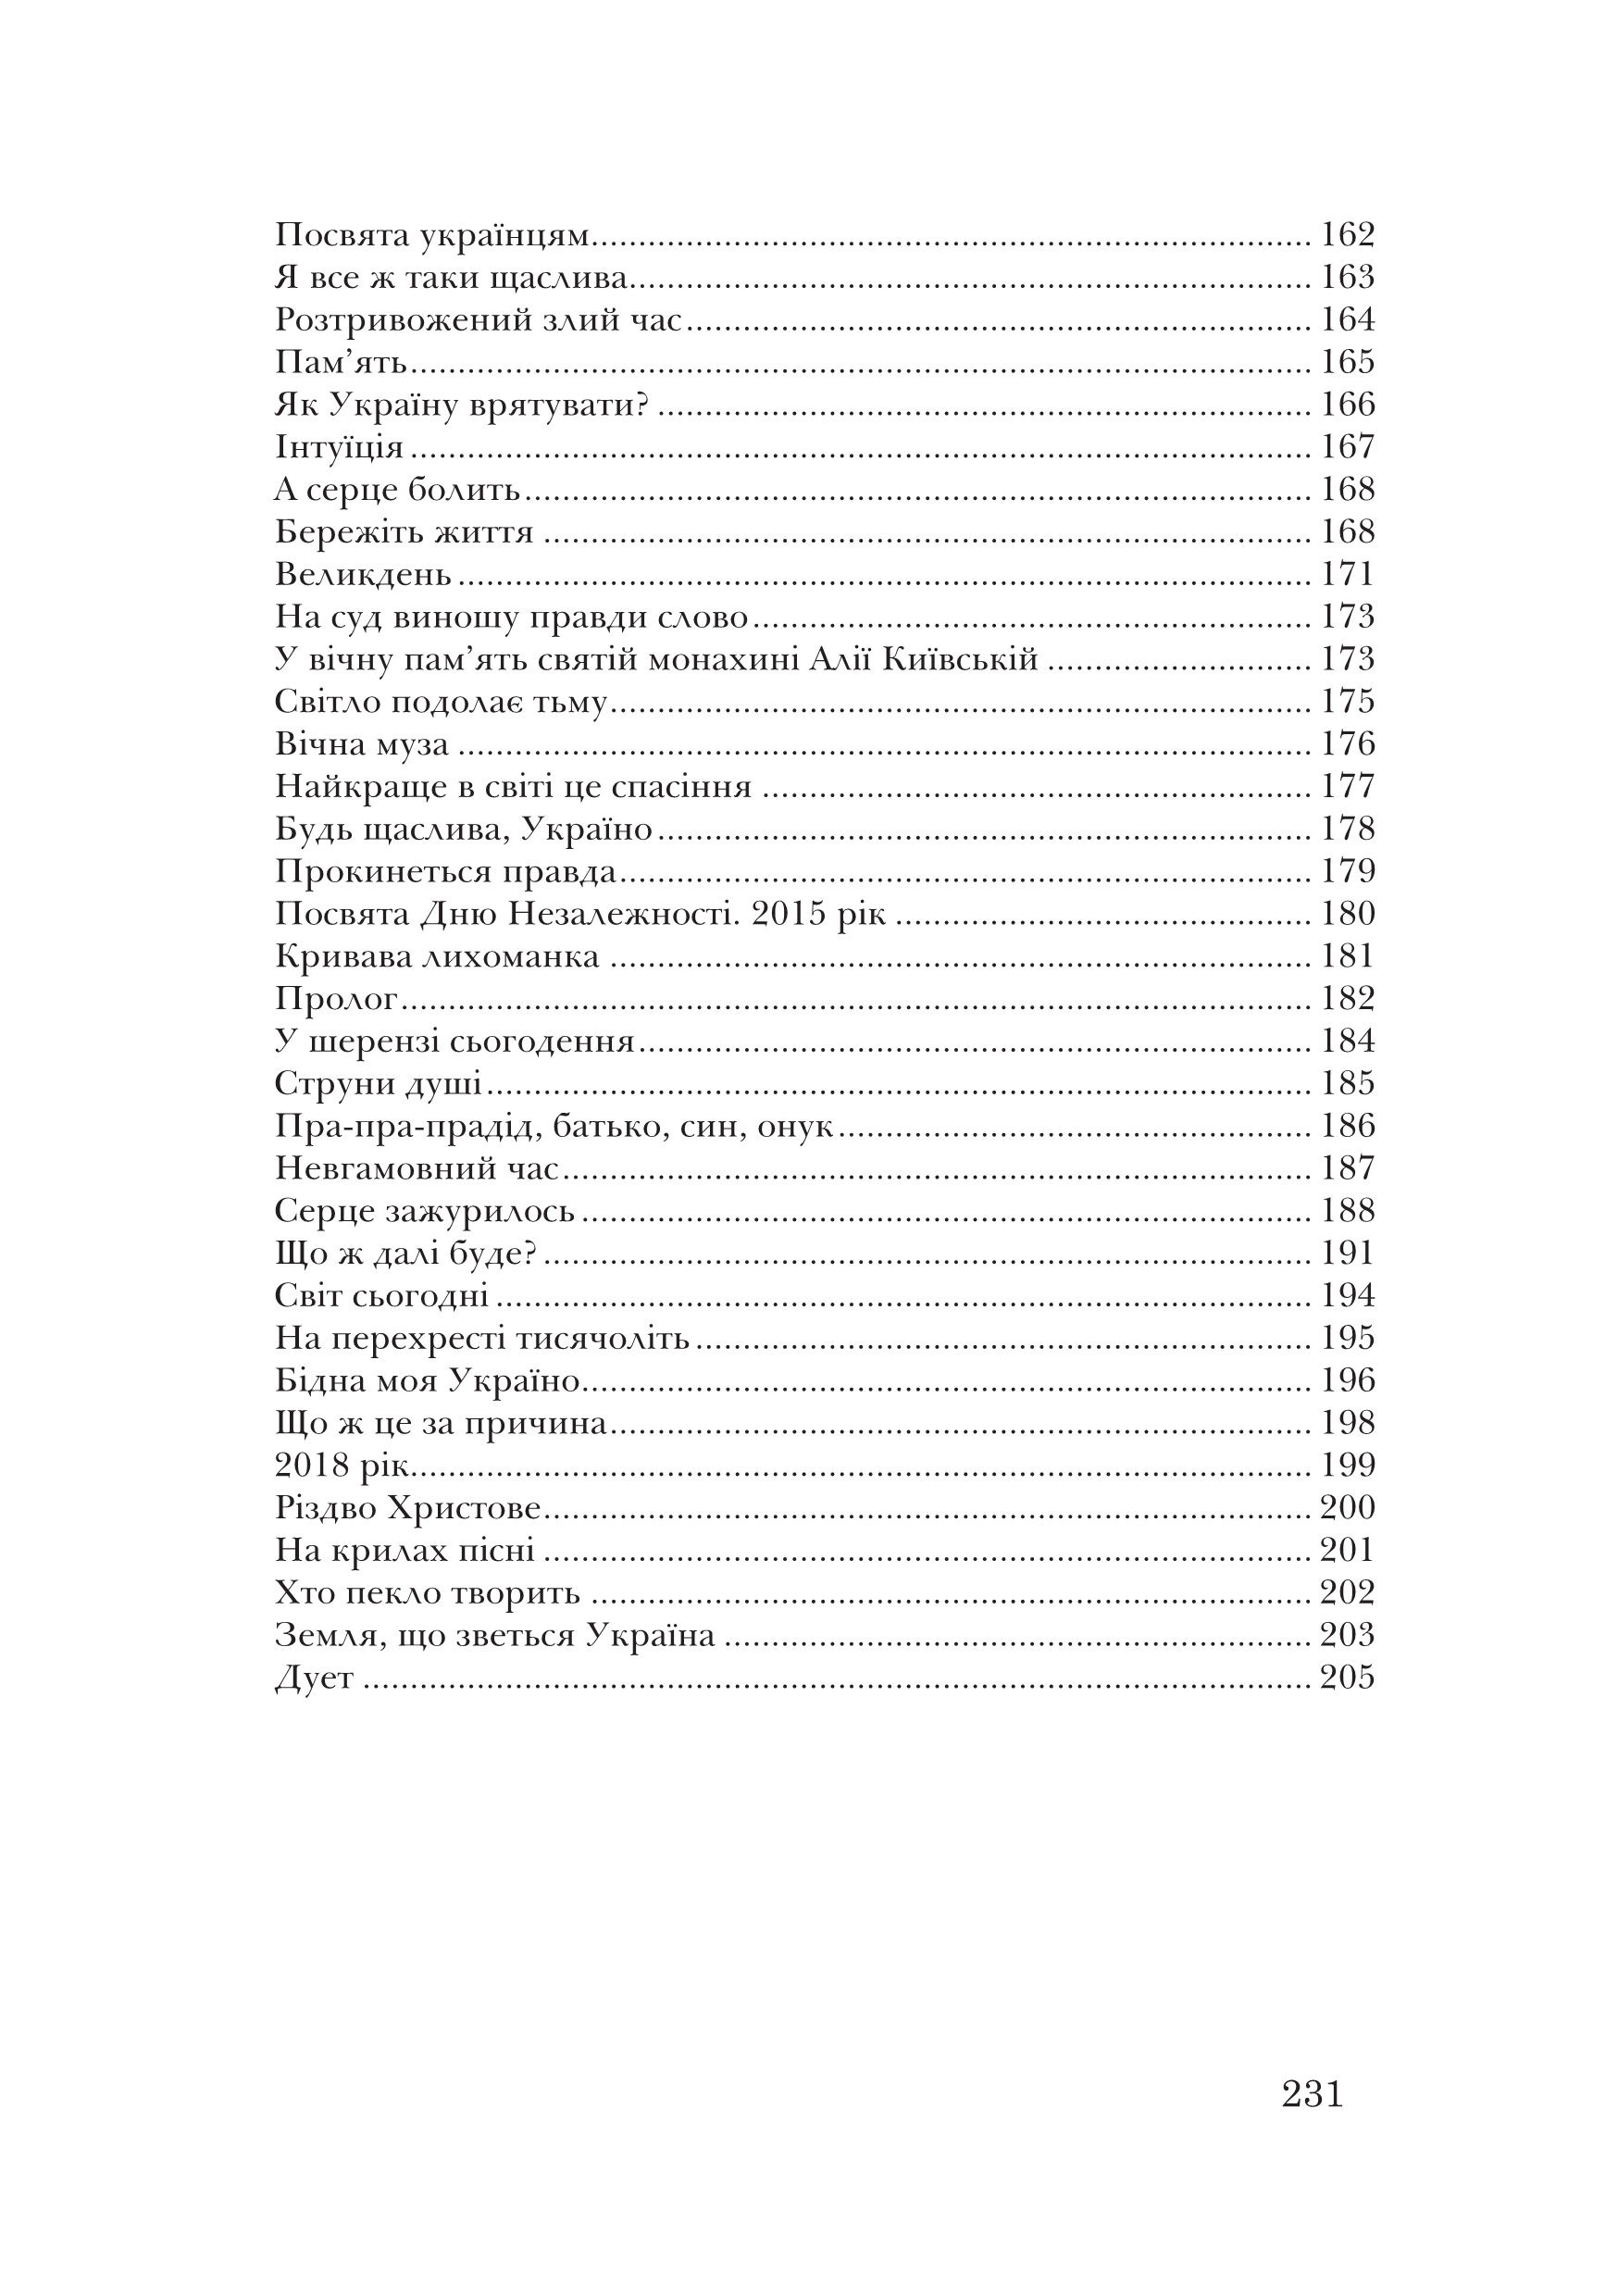 Посвята українцям.......... 162
Я все ж таки щаслива.......... 163
Розтривожений злий час.......... 164
Пам’ять.......... 165
Як Україну врятувати? .......... 166
Інтуїція .......... 167
А серце болить.......... 168
Бережіть життя .......... 168
Великдень .......... 171
На суд виношу правди слово.......... 173
У вічну пам’ять святій монахині Алії Київській .......... 173
Світло подолає тьму.......... 175
Вічна муза .......... 176
Найкраще в світі це спасіння .......... 177
Будь щаслива, Україно.......... 178
Прокинеться правда.......... 179
Посвята Дню Незалежності. 2015 рік .......... 180
Кривава лихоманка .......... 181
Пролог.......... 182
У шерензі сьогодення.......... 184
Струни душі.......... 185
Пра-пра-прадід, батько, син, онук.......... 186
Невгамовний час.......... 187
Серце зажурилось .......... 188
Що ж далі буде? .......... 191
Світ сьогодні .......... 194
На перехресті тисячоліть .......... 195
Бідна моя Україно.......... 196
Що ж це за причина.......... 198
2018 рік.......... 199
Різдво Христове.......... 200
На крилах пісні .......... 201
Хто пекло творить .......... 202
Земля, що зветься Україна .......... 203
Дует .......... 205
231